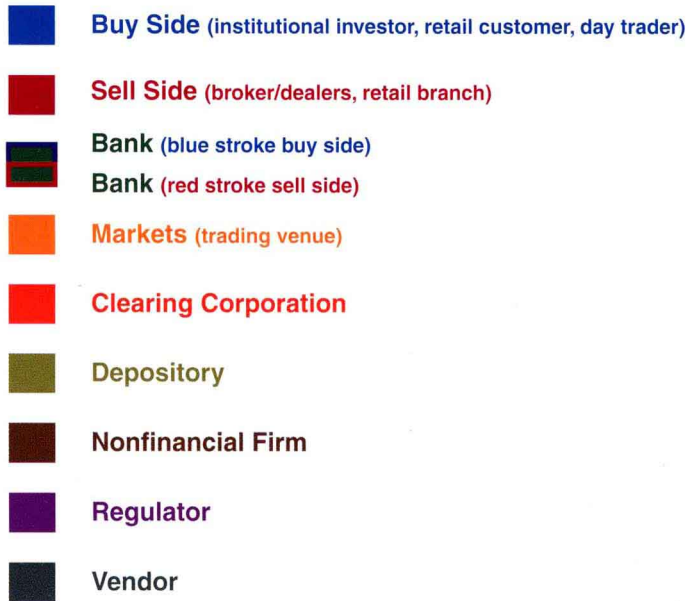 Buy Side (institutional investor, retail customer, day trader)
Sell Side (broker/dealers, retail branch)
Bank (blue stroke buy side)
Bank (red stroke sell side)
Markets (trading venue)
Clearing Corporation
Depository
Nonfinancial Firm
Regulator
Vendor